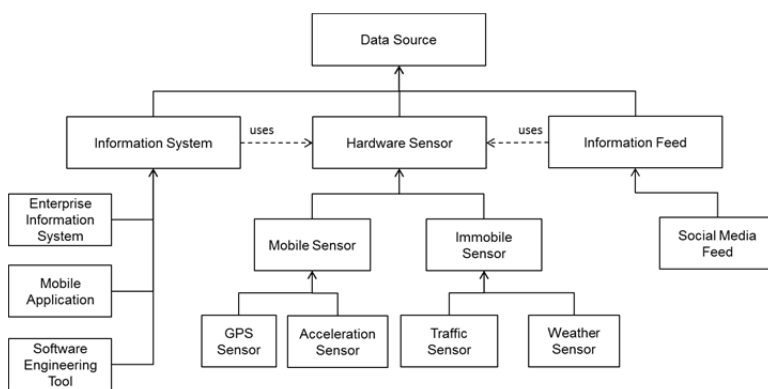 Data Source
uses
uses
Information System
Hardware Sensor
Information Feed
Enterprise
Information
System
Mobile Sensor
Immobile
Sensor
Social Media
Feed
Mobile
Application
GPS
Sensor
Acceleration
Sensor
Traffic
Sensor
Weather
Sensor
Software
Engineering
Tool